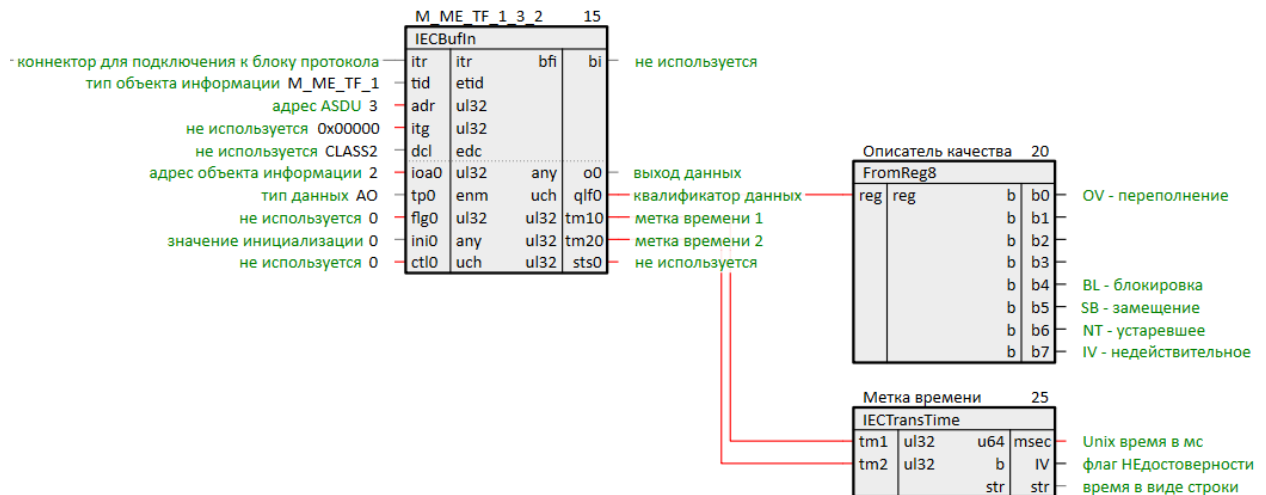 M_ME_TF_1_3_2 15
IECBufIn
коннектор для подключения к блоку протокола itr itr bfi bi не используется
тип объекта информации M_ME_TF_1 tid etid
адрес ASDU 3 adr ul32
не используется 0x00000 itg ul32
не используется CLASS2 dcl edc
адрес объекта информации 2 ioa0 ul32 any o0 выход данных
тип данных AO tp0 enm uch qlf0 квалификатор данных
не используется 0 flg0 ul32 ul32 tm10 метка времени 1
значение инициализации 0 ini0 any ul32 tm20 метка времени 2
не используется 0 ctl0 uch ul32 sts0 не используется
Описатель качества 20
FromReg8
reg reg b b0 OV - переполнение
b b1
b b2
b b3
b b4 BL - блокировка
b b5 SB - замещение
b b6 NT - устаревшее
b b7 IV - недействительное
Метка времени 25
IECTransTime
tm1 ul32 u64 msec Unix время в мс
tm2 ul32 b IV флаг НЕдостоверности
str str время в виде строки